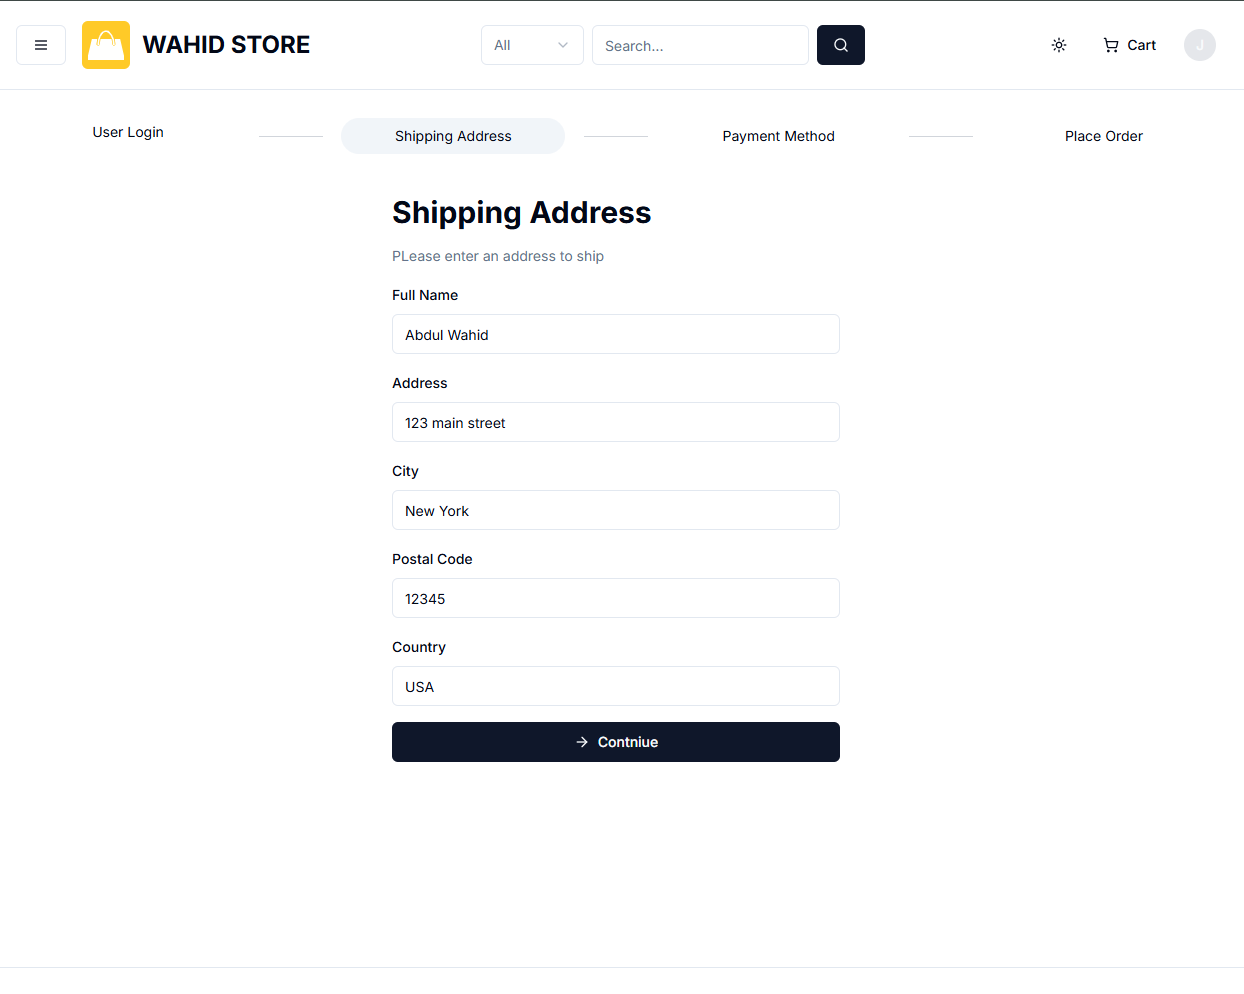 WAHID STORE
All
Search...
Cart
J
User Login
Shipping Address
Payment Method
Place Order
Shipping Address
PLease enter an address to ship
Full Name
Abdul Wahid
Address
123 main street
City
New York
Postal Code
12345
Country
USA
Contniue